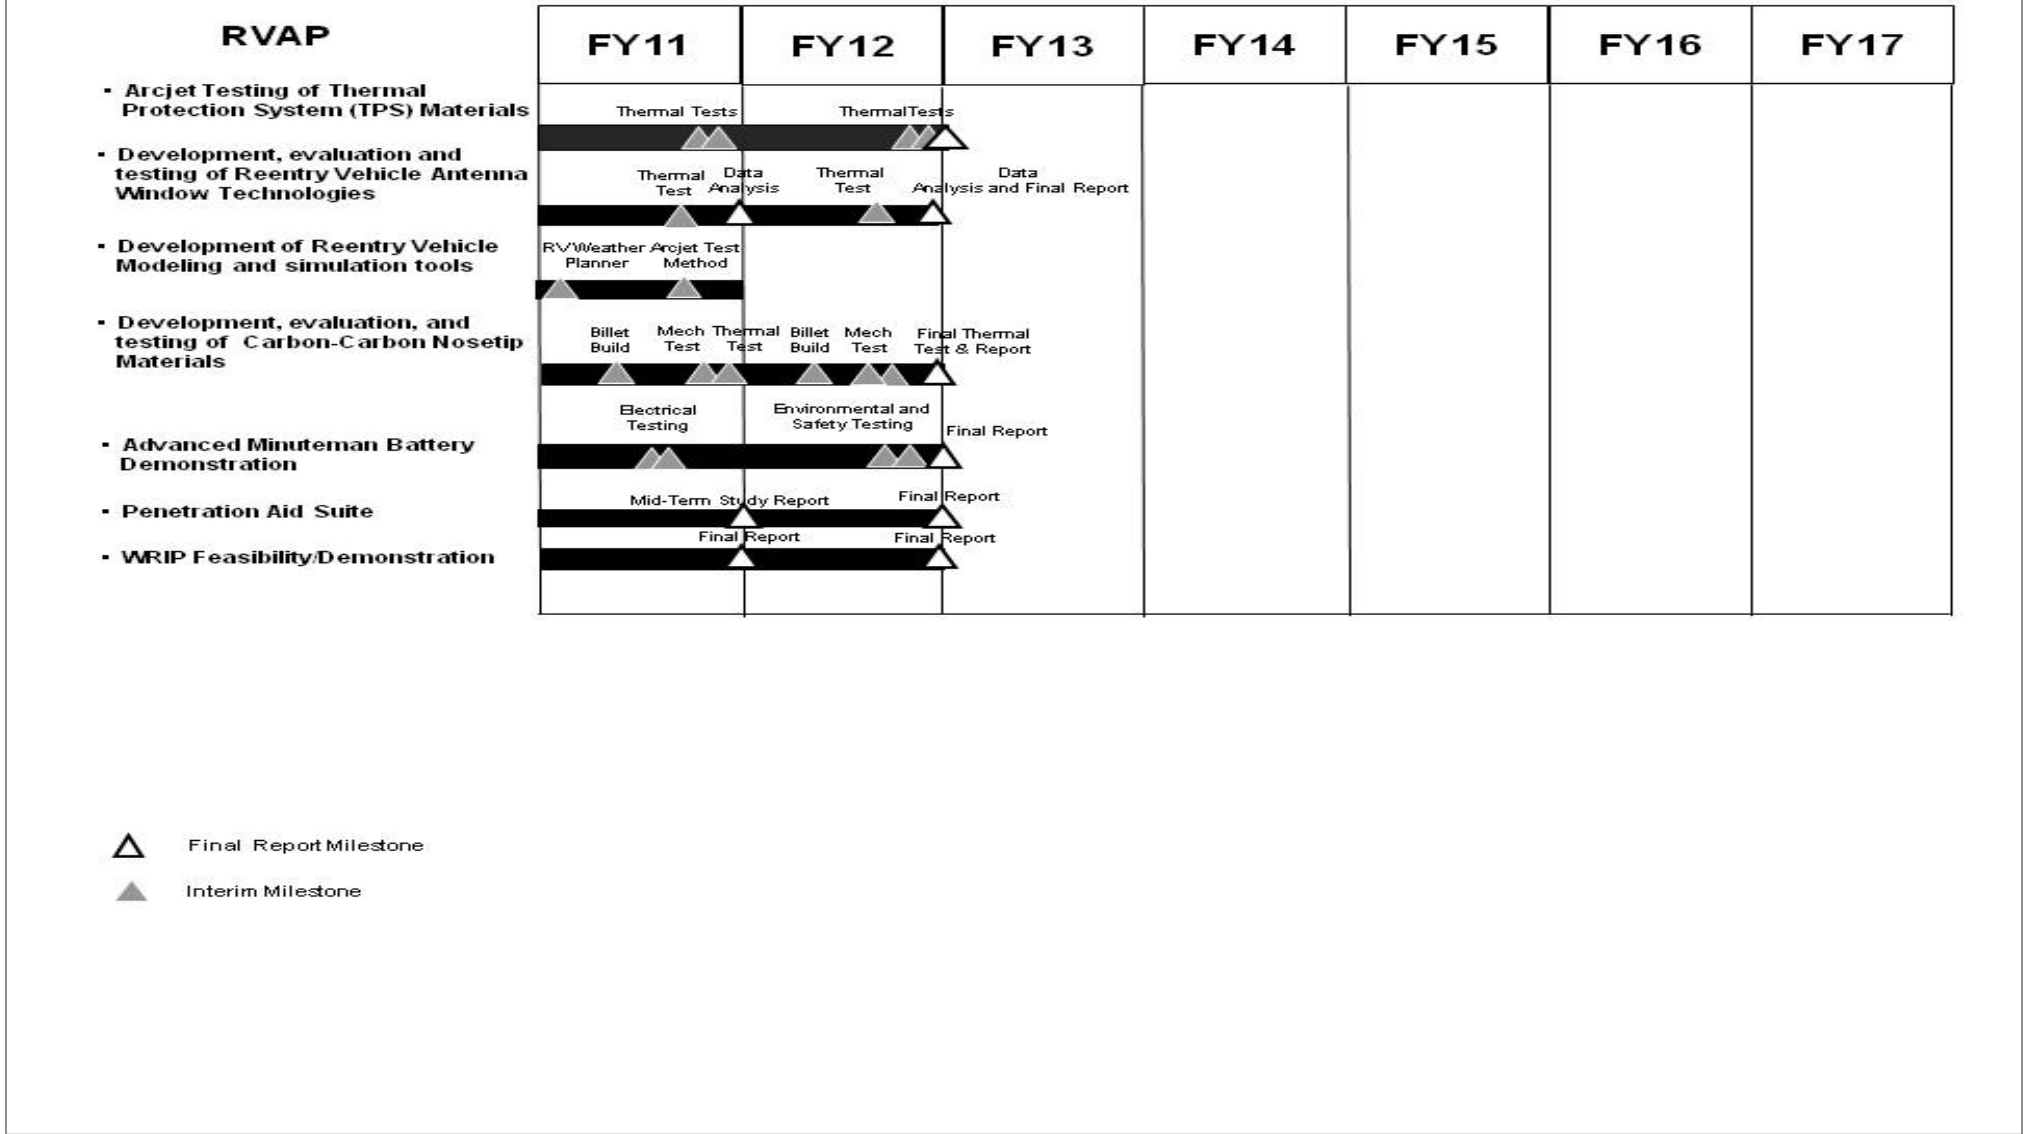 RVAP
FY11 FY12 FY13 FY14 FY15 FY16 FY17
▪ Arcjet Testing of Thermal
Protection System (TPS) Materials
Thermal Tests
ThermalTests
▪ Development, evaluation and
testing of Reentry Vehicle Antenna
Window Technologies
Thermal
Test
Data
Analysis
Thermal
Test
Data
Analysis and Final Report
▪ Development of Reentry Vehicle
Modeling and simulation tools
RV Weather
Planner
Arcjet Test
Method
▪ Development, evaluation, and
testing of Carbon-Carbon Nosetip
Materials
Billet
Build
Mech
Test
Thermal
Test
Billet
Build
Mech
Test
Final Thermal
Test & Report
▪ Advanced Minuteman Battery
Demonstration
Electrical
Testing
Environmental and
Safety Testing
Final Report
▪ Penetration Aid Suite
Mid-Term Study Report
Final Report
▪ WRIP Feasibility/Demonstration
Final Report
Final Report
Final Report Milestone
Interim Milestone